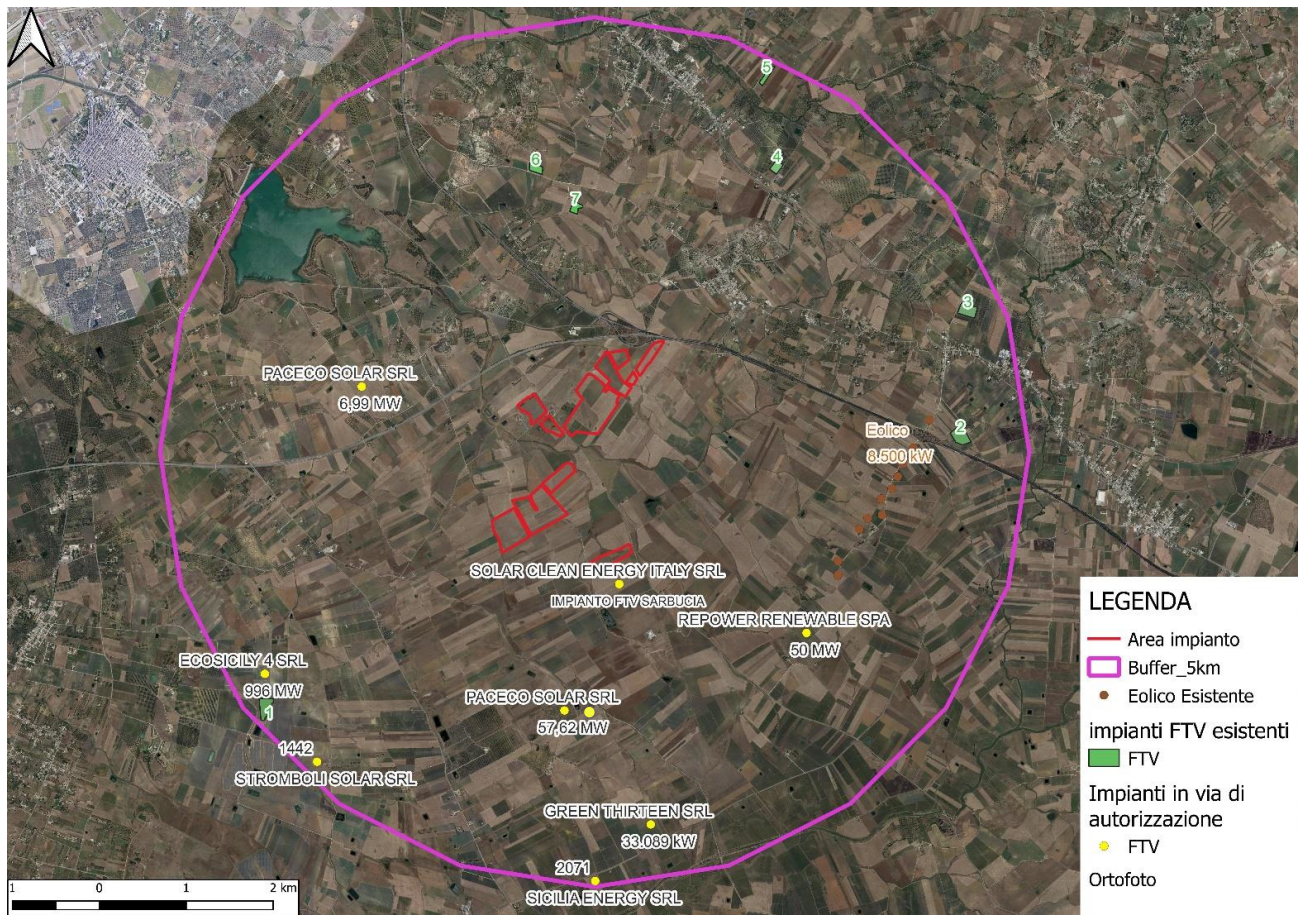 5
4
6
7
3
PACECO SOLAR SRL
6,99 MW
2
Eolico
8.500 kW
SOLAR CLEAN ENERGY ITALY SRL
IMPIANTO FTV SARBUCIA
REPOWER RENEWABLE SPA
50 MW
ECOSICILY 4 SRL
996 MW
1
PACECO SOLAR SRL
57,62 MW
1442
STROMBOLI SOLAR SRL
GREEN THIRTEEN SRL
33.089 kW
2071
SICILIA ENERGY SRL
LEGENDA
Area impianto
Buffer_5km
Eolico Esistente
impianti FTV esistenti
FTV
Impianti in via di
autorizzazione
FTV
Ortofoto
1 0 1 2 km